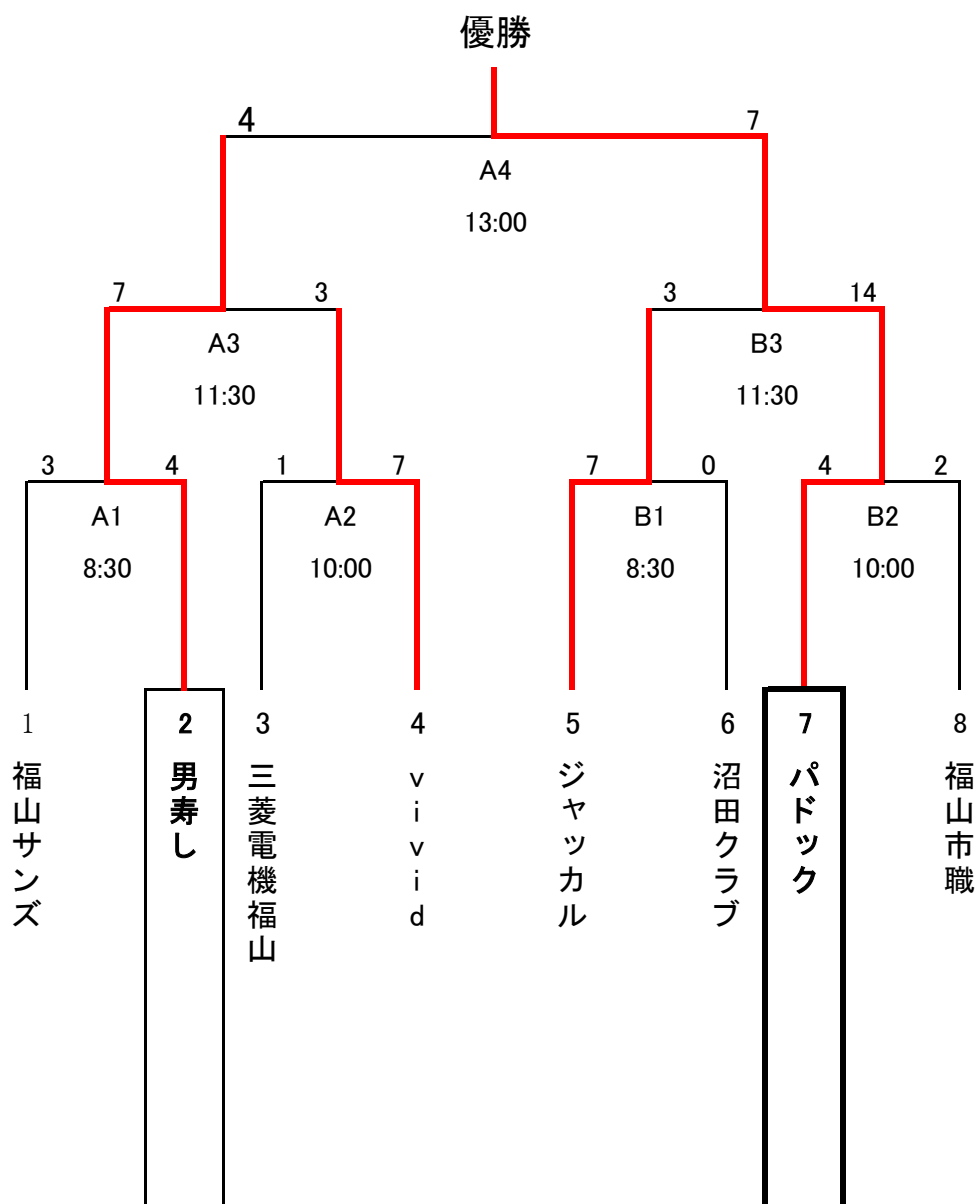 優勝
4 7
A4
13:00
7 3 3 14
A3 B3
11:30 11:30
3 4 1 7 7 0 4 2
A1 A2 B1 B2
8:30 10:00 8:30 10:00
1 2 3 4 5 6 7 8
福山サンズ
男寿し
三菱電機福山
vivid
ジャッカル
沼田クラブ
パドック
福山市職